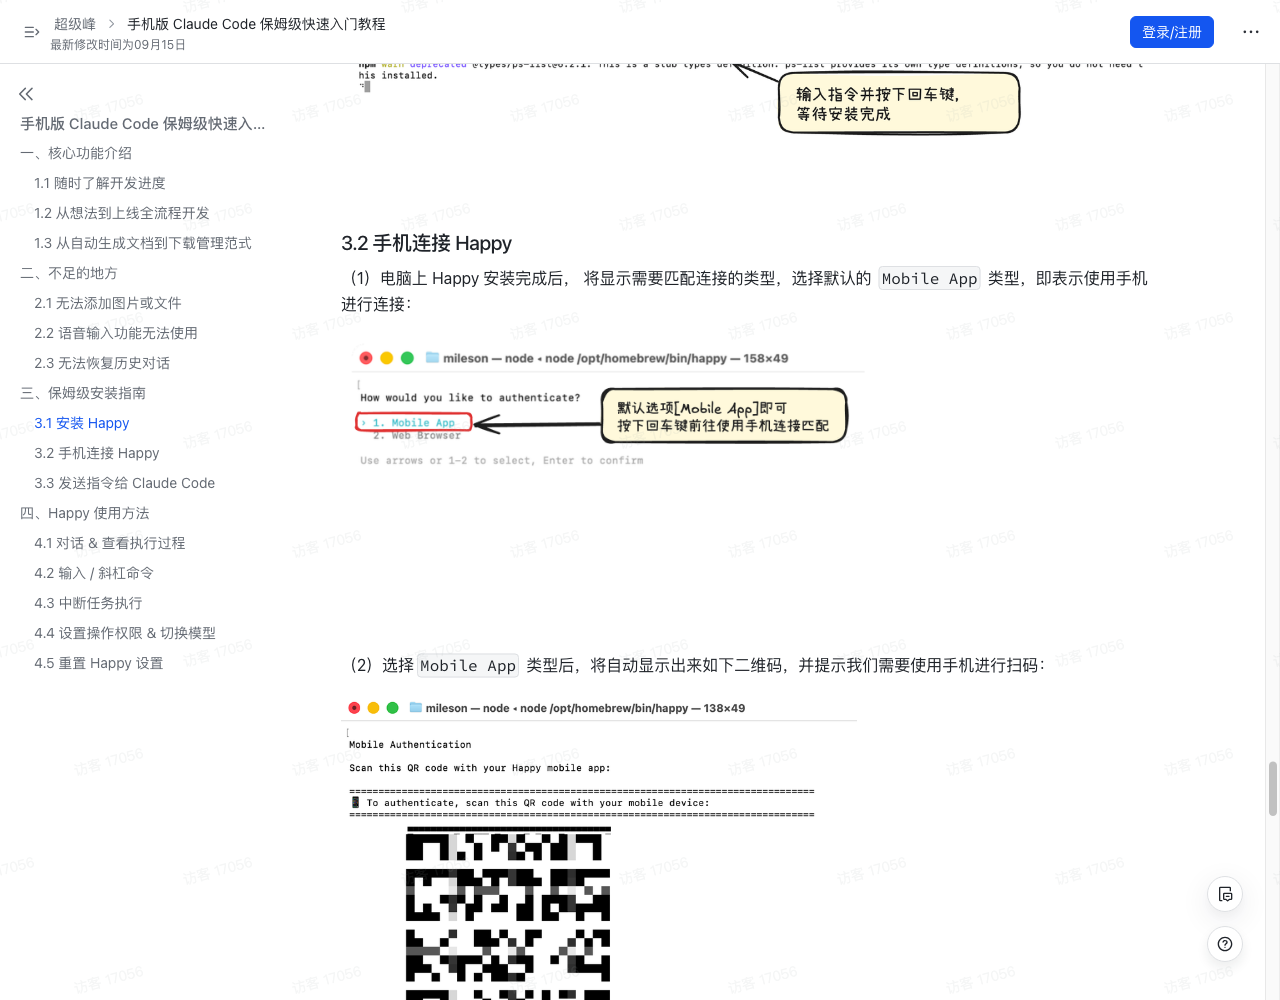 超级峰 > 手机版 Claude Code 保姆级快速入门教程
最新修改时间为09月15日
登录/注册
手机版 Claude Code 保姆级快速入...
一、核心功能介绍
1.1 随时了解开发进度
1.2 从想法到上线全流程开发
1.3 从自动生成文档到下载管理范式
二、不足的地方
2.1 无法添加图片或文件
2.2 语音输入功能无法使用
2.3 无法恢复历史对话
三、保姆级安装指南
3.1 安装 Happy
3.2 手机连接 Happy
3.3 发送指令给 Claude Code
四、Happy 使用方法
4.1 对话 & 查看执行过程
4.2 输入 / 斜杠命令
4.3 中断任务执行
4.4 设置操作权限 & 切换模型
4.5 重置 Happy 设置
npm warn deprecated @types/ps-list@6.2.1: This is a stub types definition. ps-list provides its own type definitions, so you do not need t
his installed.
输入指令并按下回车键，
等待安装完成
3.2 手机连接 Happy
（1）电脑上 Happy 安装完成后， 将显示需要匹配连接的类型，选择默认的 Mobile App 类型，即表示使用手机
进行连接：
mileson — node ◂ node /opt/homebrew/bin/happy — 158×49
How would you like to authenticate?
› 1. Mobile App
2. Web Browser
Use arrows or 1-2 to select, Enter to confirm
默认选项[Mobile App]即可
按下回车键前往使用手机连接匹配
（2）选择 Mobile App 类型后，将自动显示出来如下二维码，并提示我们需要使用手机进行扫码：
mileson — node ◂ node /opt/homebrew/bin/happy — 138×49
Mobile Authentication
Scan this QR code with your Happy mobile app:
To authenticate, scan this QR code with your mobile device:
访客 17056